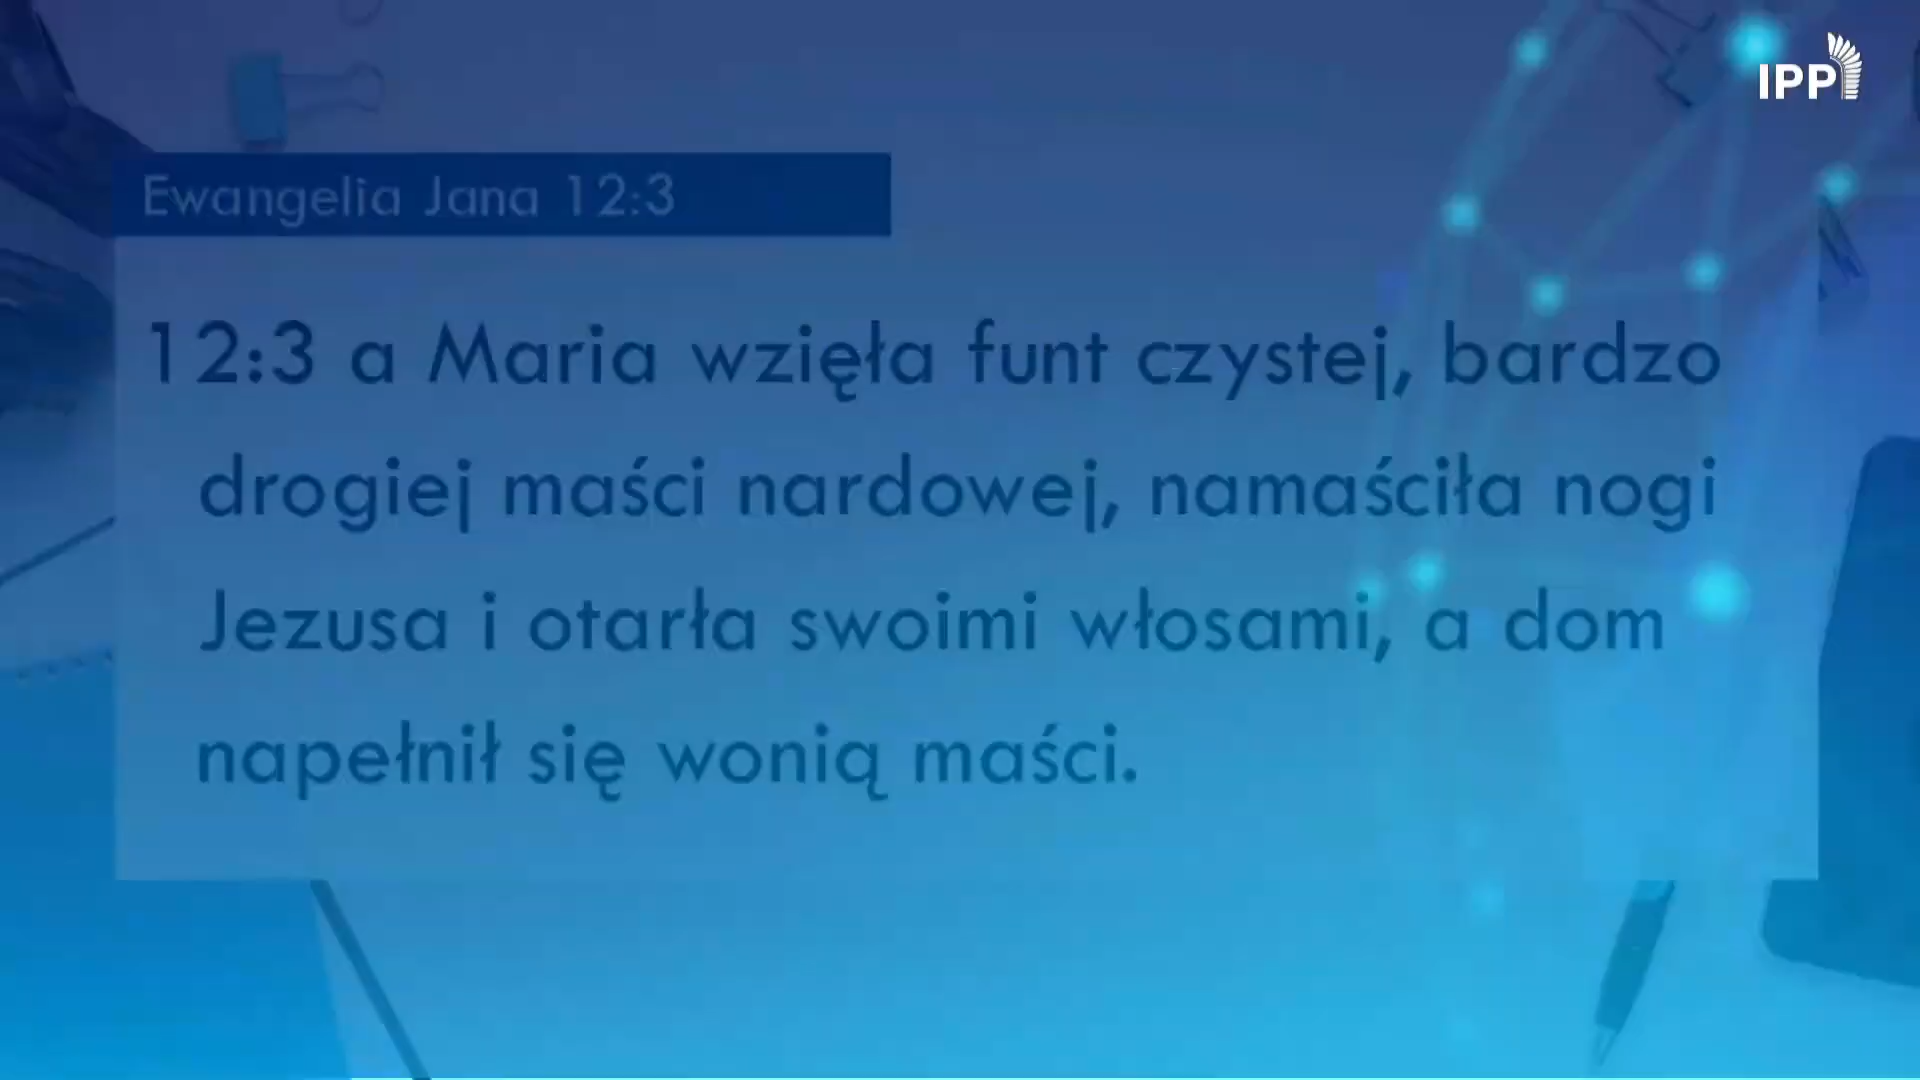 IPP
Ewangelia Jana 12:3
12:3 a Maria wzięła funt czystej, bardzo
drogiej maści nardowej, namaściła nogi
Jezusa i otarła swoimi włosami, a dom
napełnił się wonią maści.